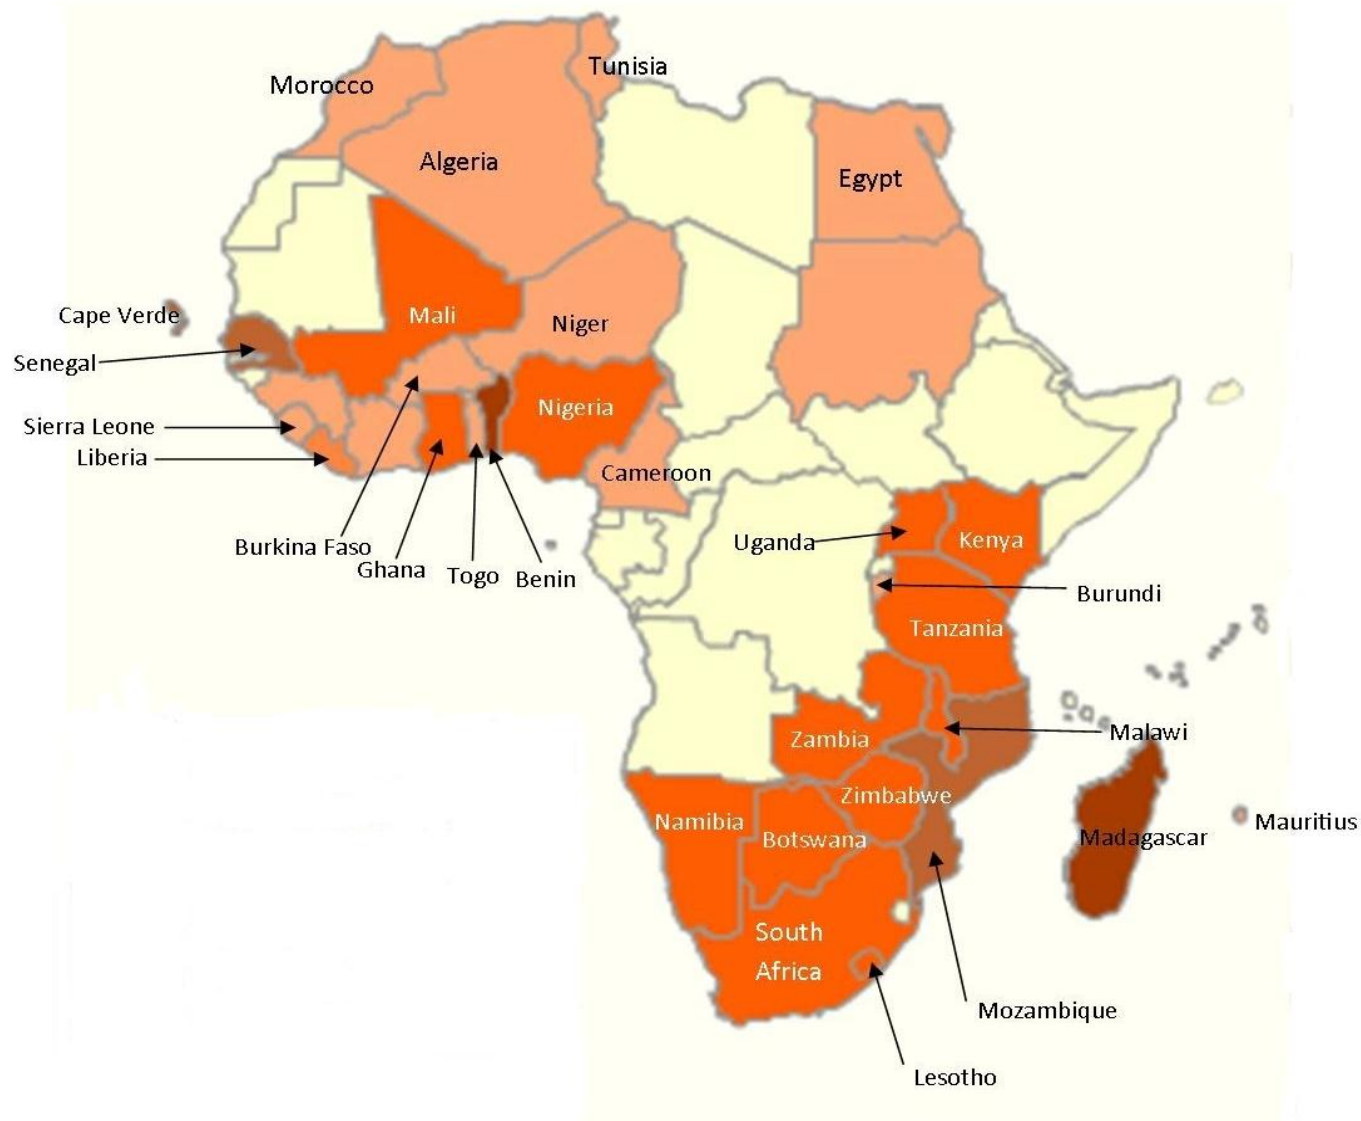 Tunisia
Morocco
Algeria
Egypt
Cape Verde
Mali
Niger
Senegal
Nigeria
Sierra Leone
Liberia
Cameroon
Burkina Faso
Uganda
Kenya
Ghana
Togo
Benin
Burundi
Tanzania
Malawi
Zambia
Zimbabwe
Namibia
Mauritius
Botswana
Madagascar
South
Africa
Mozambique
Lesotho